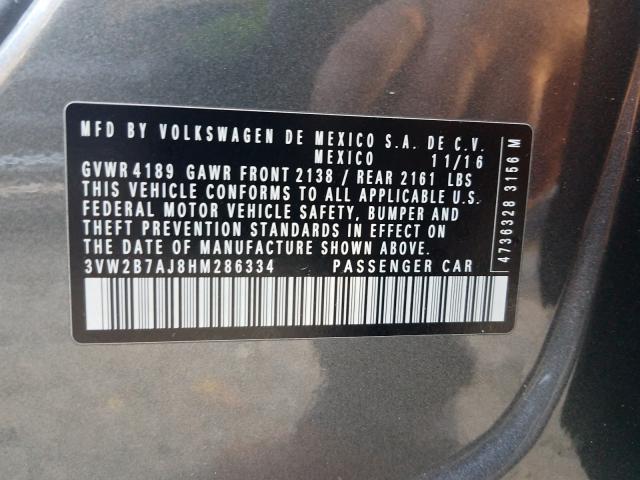 MFD BY VOLKSWAGEN DE MEXICO S.A. DE C.V.
MEXICO 11/16
GVWR 4189 GAWR FRONT 2138 / REAR 2161 LBS
THIS VEHICLE CONFORMS TO ALL APPLICABLE U.S.
FEDERAL MOTOR VEHICLE SAFETY, BUMPER AND
THEFT PREVENTION STANDARDS IN EFFECT ON
THE DATE OF MANUFACTURE SHOWN ABOVE.
3VW2B7AJ8HM286334 PASSENGER CAR
4736328 3156 M